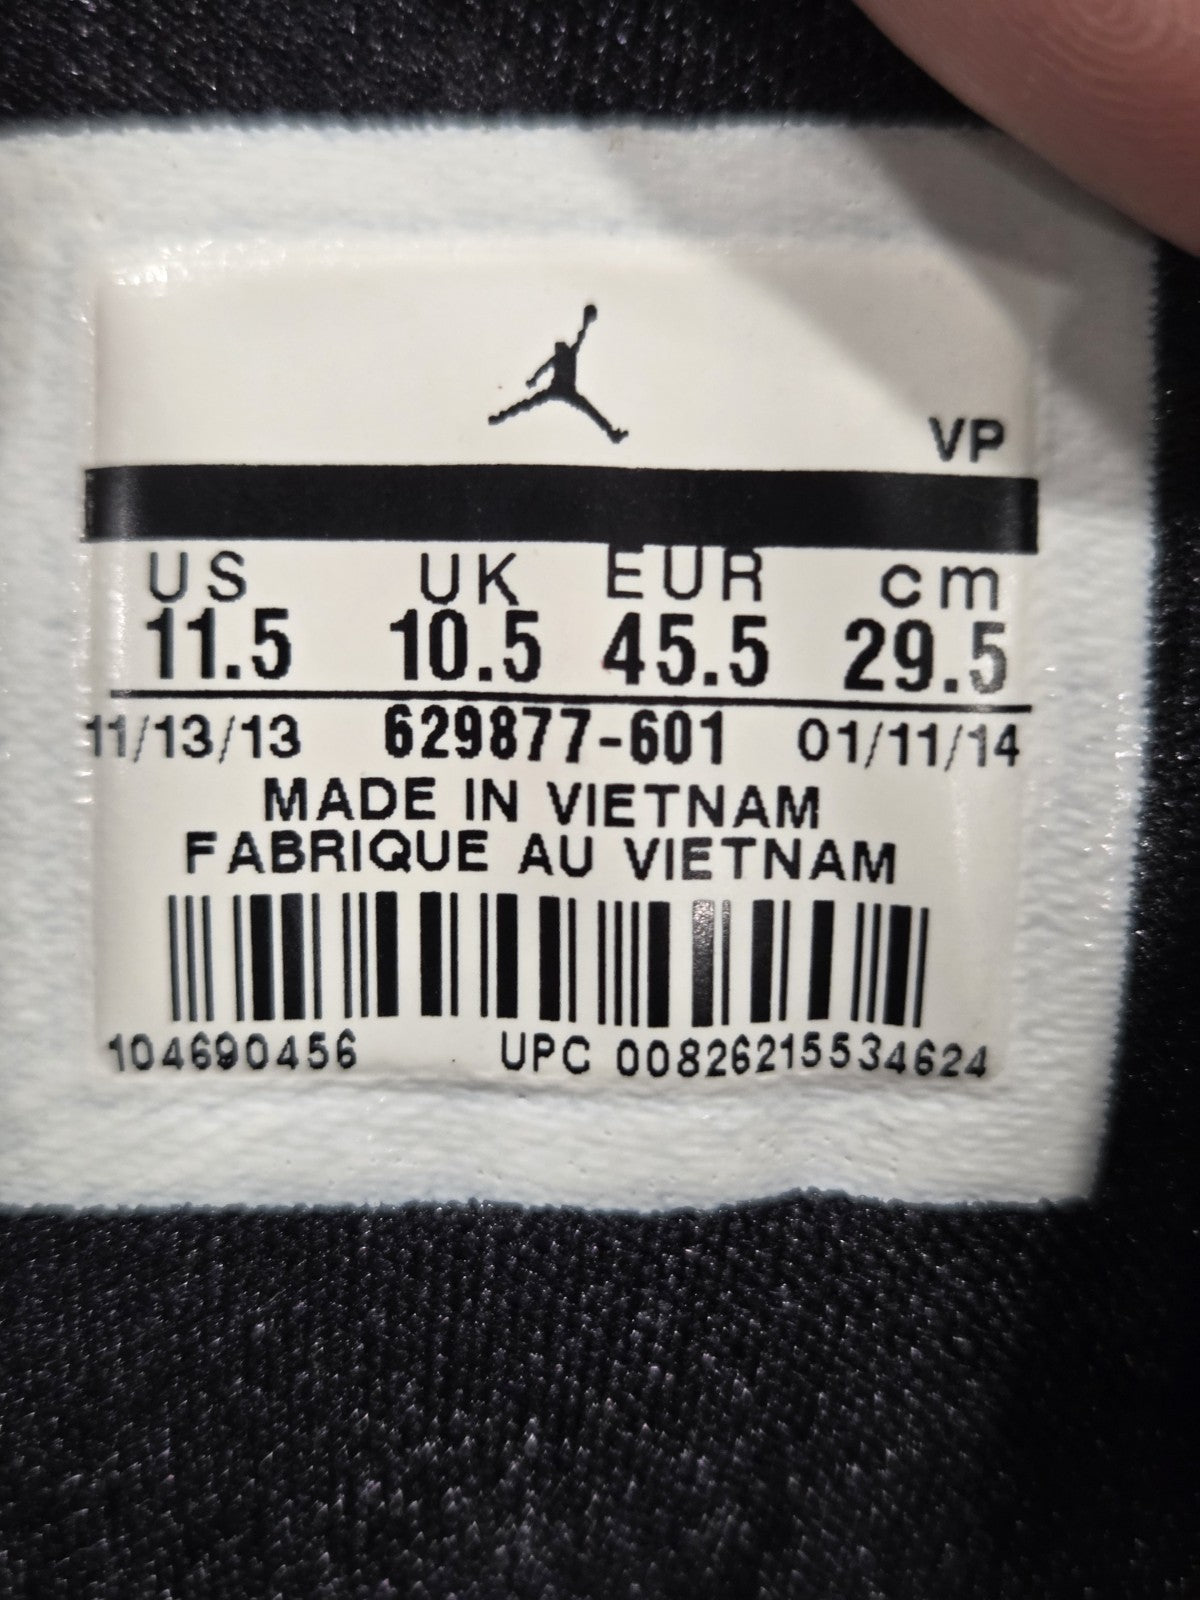 VP
US UK EUR cm
11.5 10.5 45.5 29.5
11/13/13 629877-601 01/11/14
MADE IN VIETNAM
FABRIQUE AU VIETNAM
104690456 UPC 00826215534624